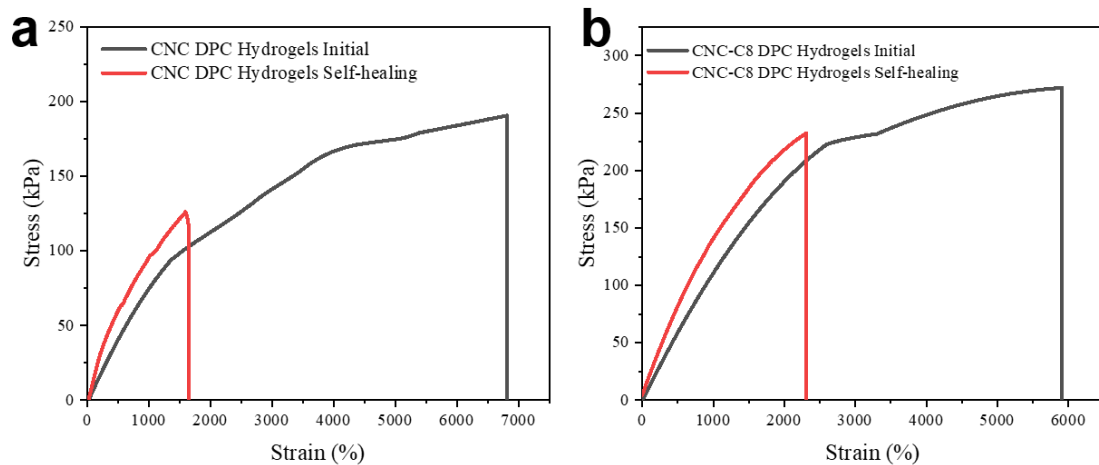 a
CNC DPC Hydrogels Initial
CNC DPC Hydrogels Self-healing
Stress (kPa)
250
200
150
100
50
0
0 1000 2000 3000 4000 5000 6000 7000
Strain (%)
b
CNC-C8 DPC Hydrogels Initial
CNC-C8 DPC Hydrogels Self-healing
Stress (kPa)
300
250
200
150
100
50
0
0 1000 2000 3000 4000 5000 6000
Strain (%)